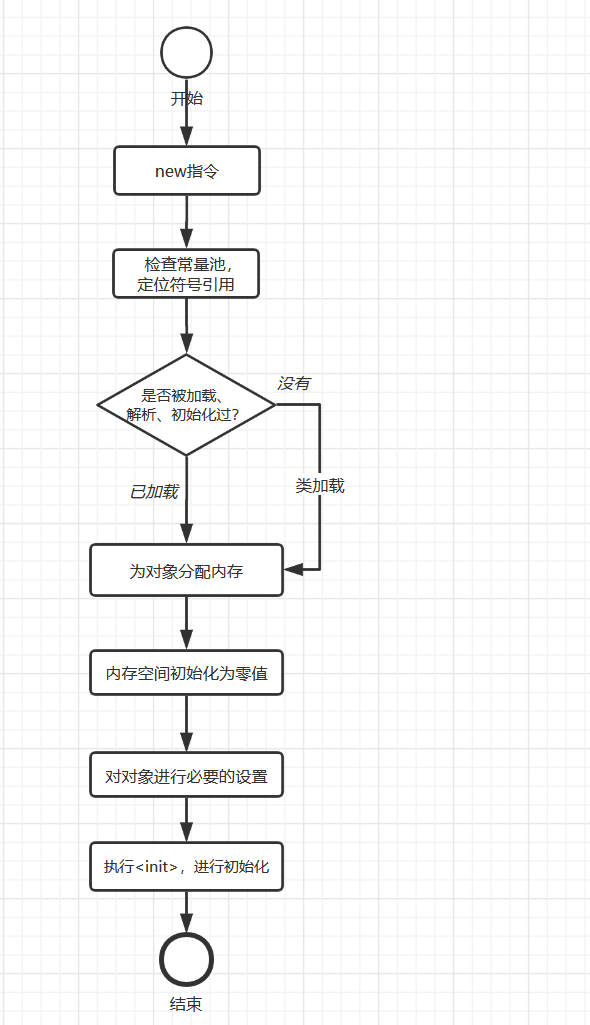 开始
new指令
检查常量池，
定位符号引用
没有
是否被加载、
解析、初始化过？
类加载
已加载
为对象分配内存
内存空间初始化为零值
对对象进行必要的设置
执行<init>，进行初始化
结束